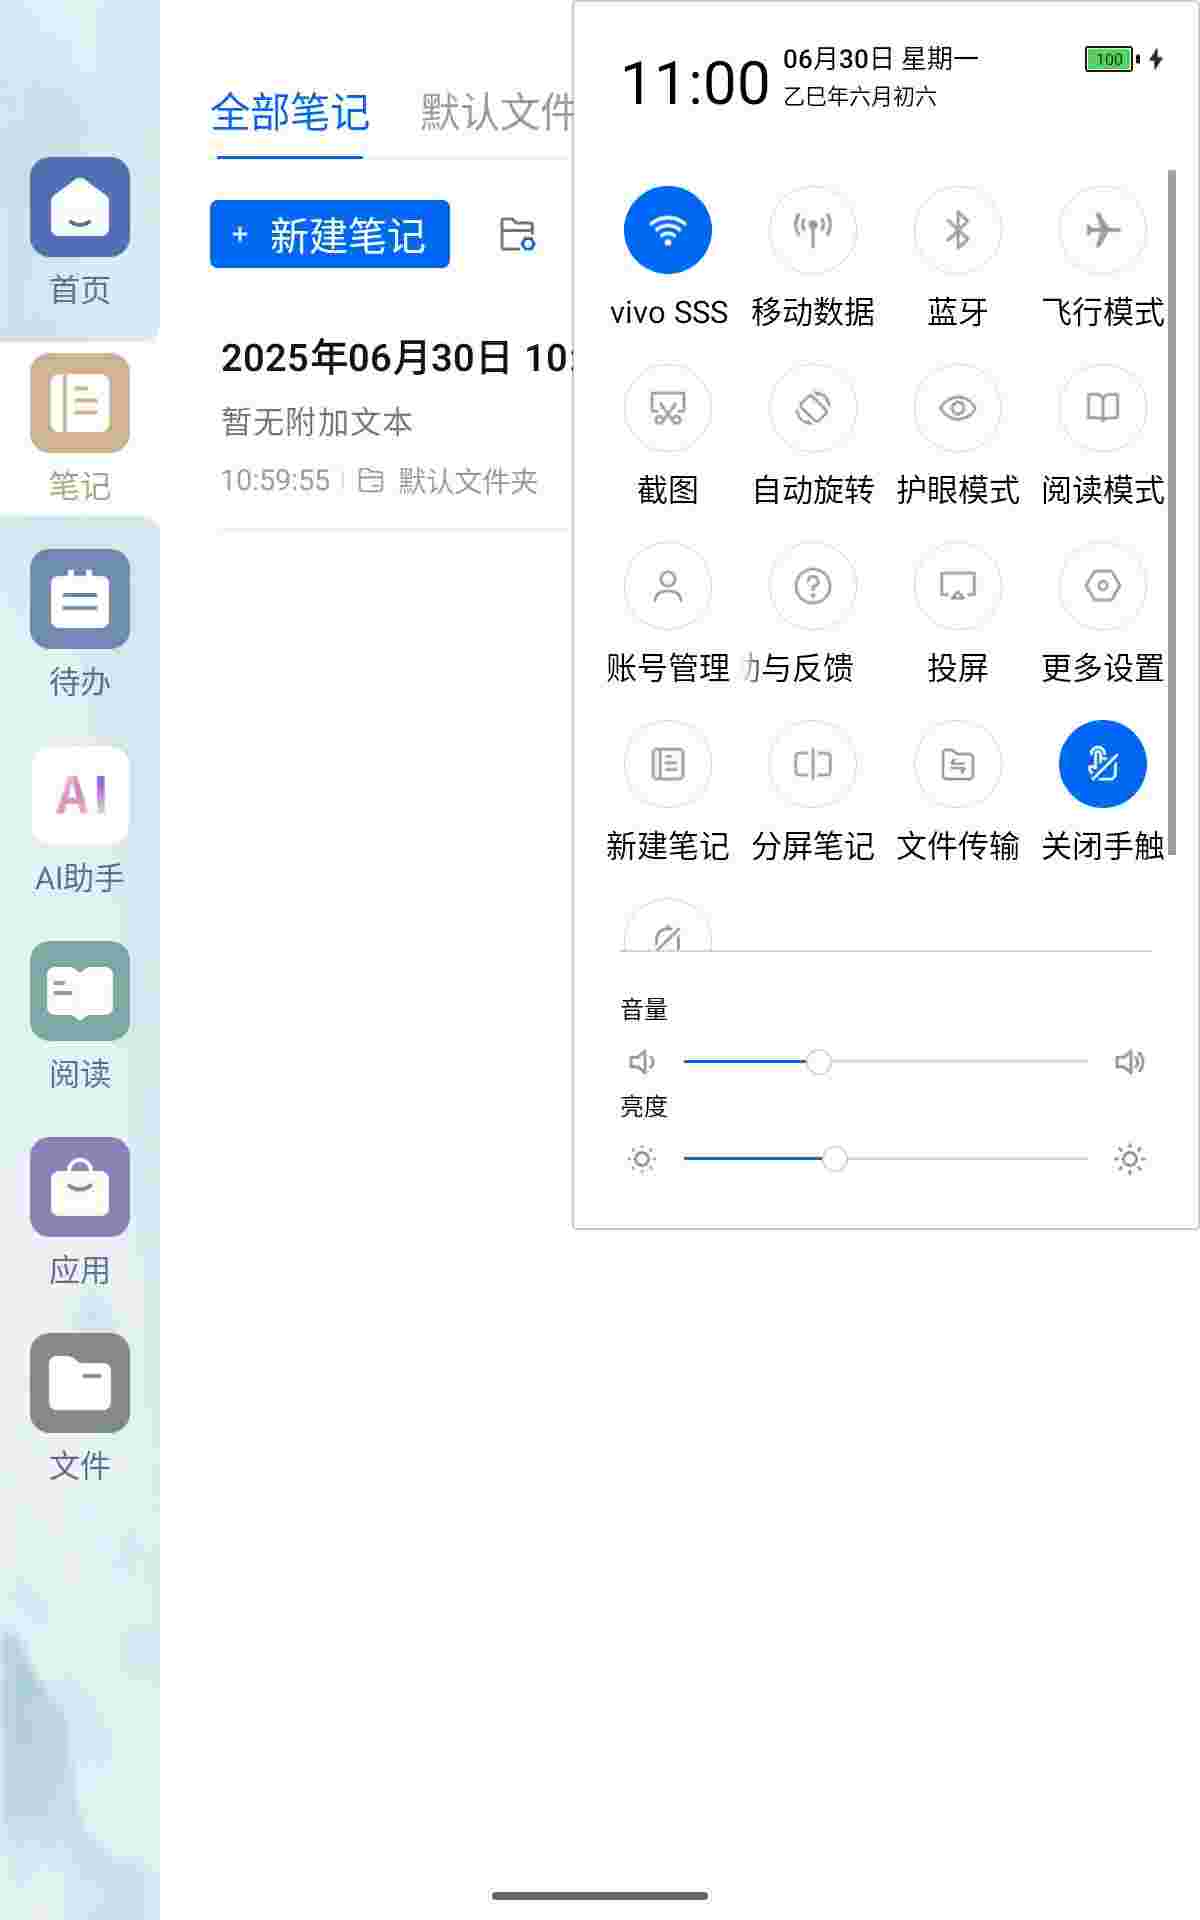 首页
笔记
待办
AI
AI助手
阅读
应用
文件
全部笔记 默认文件
+ 新建笔记
2025年06月30日 10:
暂无附加文本
10:59:55 默认文件夹
11:00
06月30日 星期一
乙巳年六月初六
100
vivo SSS 移动数据 蓝牙 飞行模式
截图 自动旋转 护眼模式 阅读模式
账号管理 助与反馈 投屏 更多设置
新建笔记 分屏笔记 文件传输 关闭手触
音量
亮度